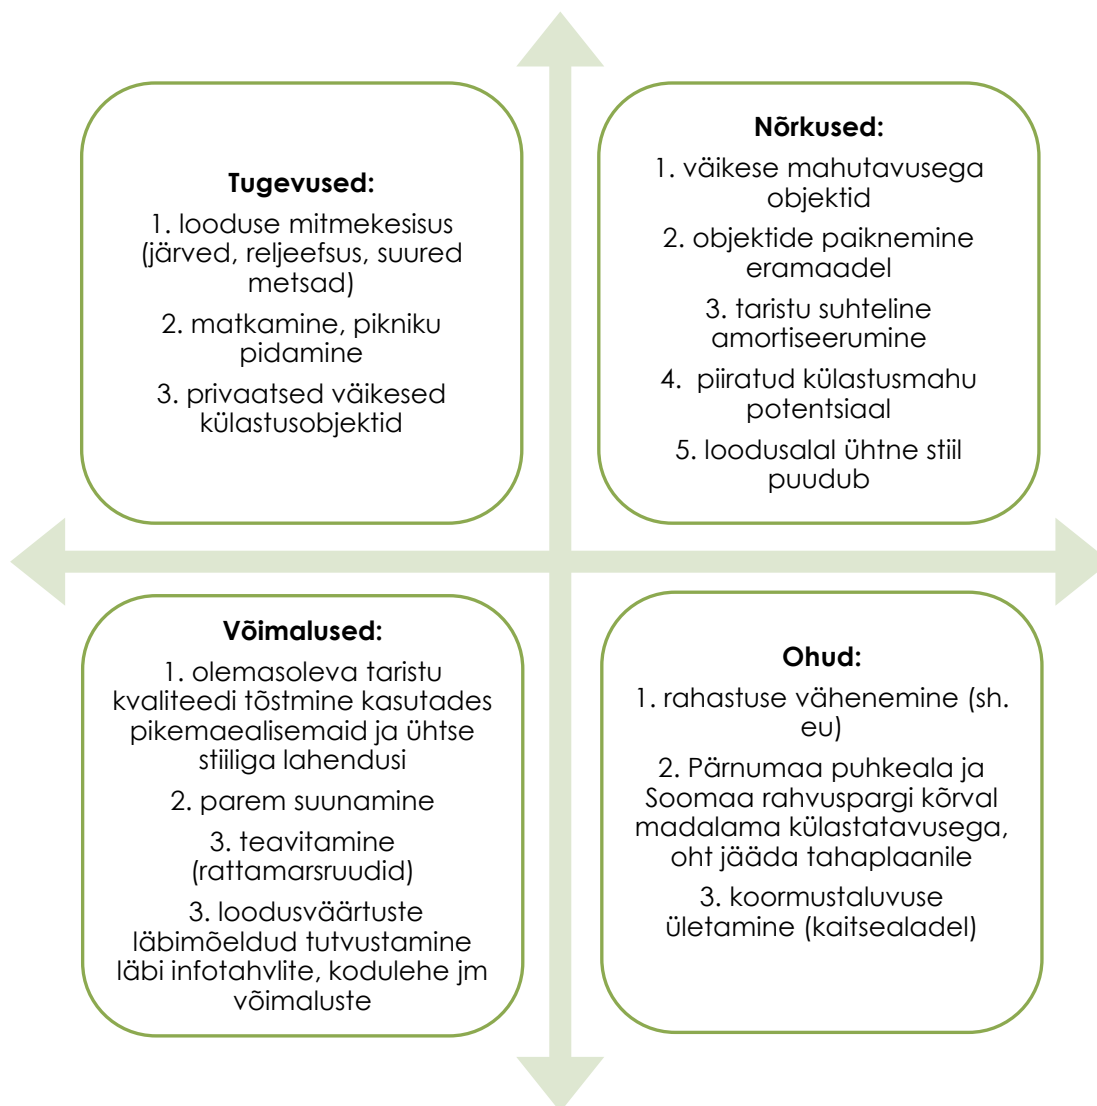 Tugevused:
1. looduse mitmekesisus
(järved, reljeefsus, suured
metsad)
2. matkamine, pikniku
pidamine
3. privaatsed väikesed
külastusobjektid
Nõrkused:
1. väikese mahutavusega
objektid
2. objektide paiknemine
eramaadel
3. taristu suhteline
amortiseerumine
4. piiratud külastusmahu
potentsiaal
5. loodusalal ühtne stiil
puudub
Võimalused:
1. olemasoleva taristu
kvaliteedi tõstmine kasutades
pikemaealisemaid ja ühtse
stiiliga lahendusi
2. parem suunamine
3. teavitamine
(rattamarsruudid)
3. loodusväärtuste
läbimõeldud tutvustamine
läbi infotahvlite, kodulehe jm
võimaluste
Ohud:
1. rahastuse vähenemine (sh.
eu)
2. Pärnumaa puhkeala ja
Soomaa rahvuspargi kõrval
madalama külastatavusega,
oht jääda tahaplaanile
3. koormustaluvuse
ületamine (kaitsealadel)